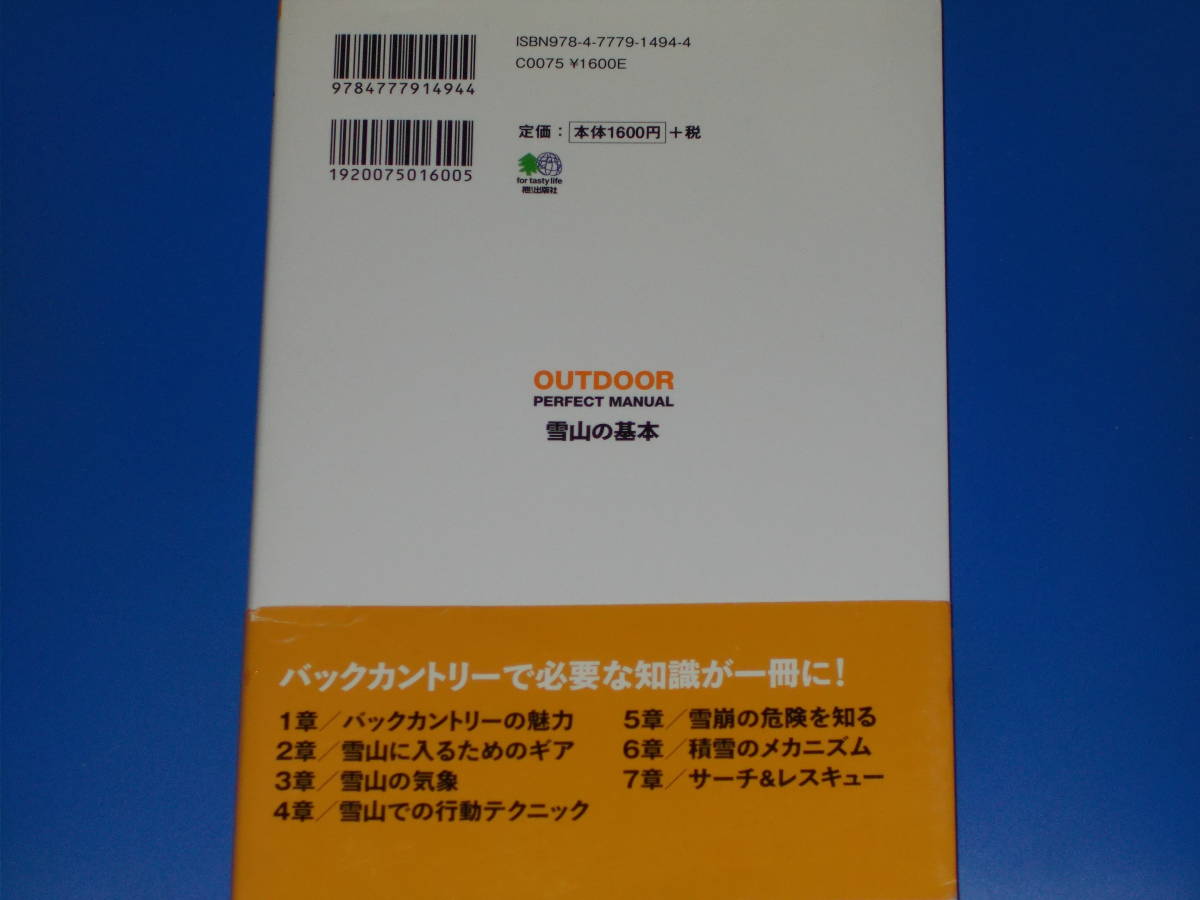 ISBN978-4-7779-1494-4
C0075 ¥1600E
9784777914944
定価：本体1600円＋税
1920075016005
for tasty life
枻出版社
OUTDOOR
PERFECT MANUAL
雪山の基本
バックカントリーで必要な知識が一冊に！
1章／バックカントリーの魅力
2章／雪山に入るためのギア
3章／雪山の気象
4章／雪山での行動テクニック
5章／雪崩の危険を知る
6章／積雪のメカニズム
7章／サーチ&レスキュー